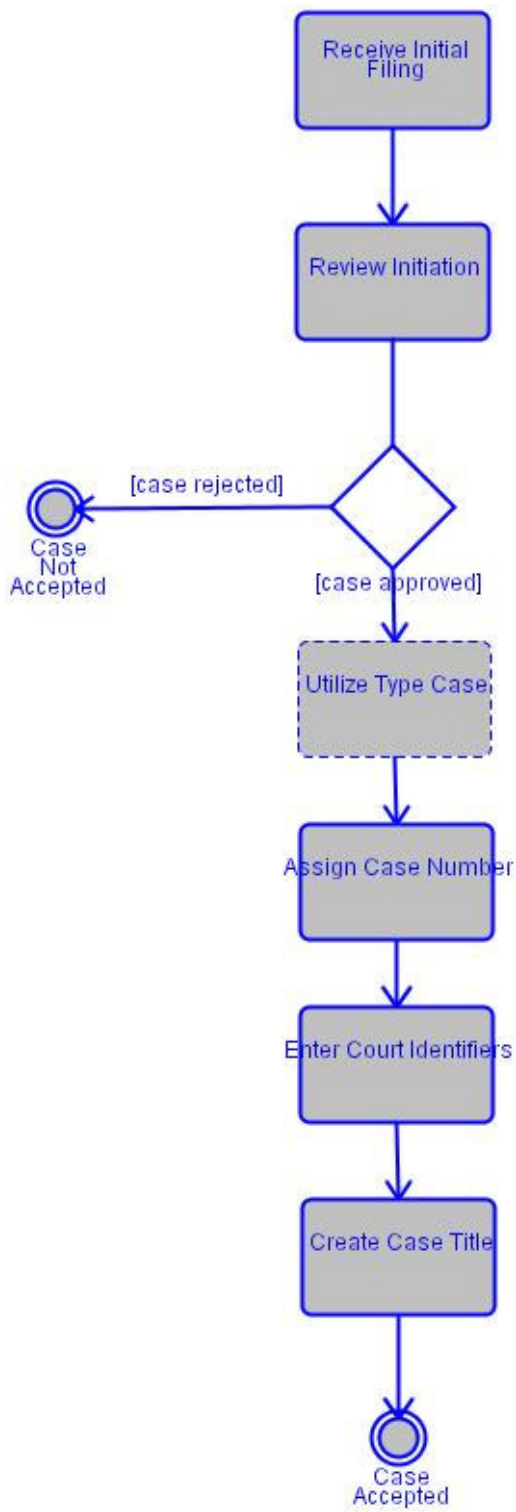 Receive Initial
Filing
Review Initiation
[case rejected]
Case
Not
Accepted
[case approved]
Utilize Type Case
Assign Case Number
Enter Court Identifiers
Create Case Title
Case
Accepted